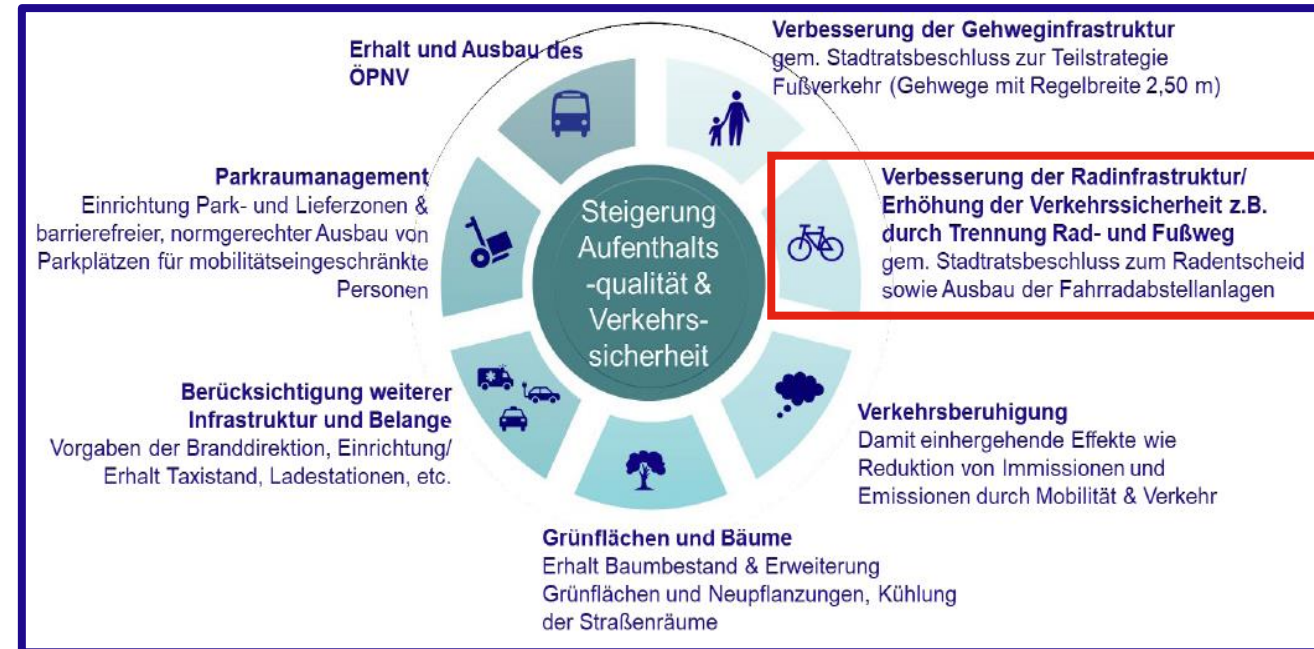 Erhalt und Ausbau des
ÖPNV
Verbesserung der Gehweginfrastruktur
gem. Stadtratsbeschluss zur Teilstrategie
Fußverkehr (Gehwege mit Regelbreite 2,50 m)
Parkraumanagement
Einrichtung Park- und Lieferzonen &
barrierefreier, normgerechter Ausbau von
Parkplätzen für mobilitätseingeschränkte
Personen
Steigerung
Aufenthalts
-qualität &
Verkehrs-
sicherheit
Verbesserung der Radinfrastruktur/
Erhöhung der Verkehrssicherheit z.B.
durch Trennung Rad- und Fußweg
gem. Stadtratsbeschluss zum Radentscheid
sowie Ausbau der Fahrradabstellanlagen
Berücksichtigung weiterer
Infrastruktur und Belange
Vorgaben der Branddirektion, Einrichtung/
Erhalt Taxistand, Ladestationen, etc.
Verkehrsberuhigung
Damit einhergehende Effekte wie
Reduktion von Immissionen und
Emissionen durch Mobilität & Verkehr
Grünflächen und Bäume
Erhalt Baumbestand & Erweiterung
Grünflächen und Neupflanzungen, Kühlung
der Straßenräume